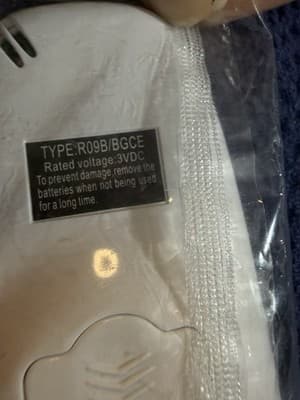 TYPE:R09B/BGCE
Rated voltage:3VDC
To prevent damage,remove the
batteries when not being used
for a long time.